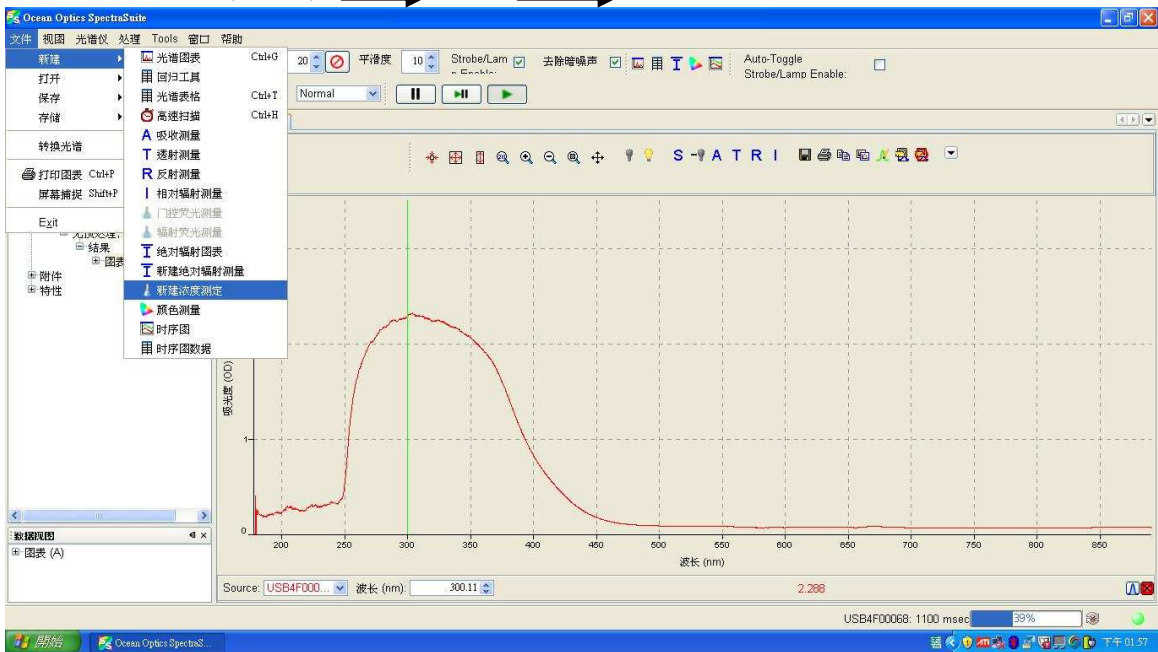 Ocean Optics SpectraSuite
文件 视图 光谱仪 处理 Tools 窗口 帮助
新建
打开
保存
存储
转换光谱
打印图表 Ctrl+P
屏幕捕捉 Shift+P
Exit
光谱图表 Ctrl+G
回归工具
光谱表格 Ctrl+T
高速扫描 Ctrl+H
A 吸收测量
T 透射测量
R 反射测量
I 相对辐射测量
门控荧光测量
辐射荧光测量
绝对辐射图表
新建绝对辐射测量
新建浓度测定
颜色测量
时序图
时序图数据
20 平滑度 10 Strobe/Lam 去除暗噪声 Auto-Toggle
Strobe/Lamp Enable:
Normal
S A T R I
结果
图表
附件
特性
数据视图
图表 (A)
吸光度 (OD)
1
0
200 250 300 350 400 450 500 550 600 650 700 750 800 850
波长 (nm)
Source: USB4F000... 波长 (nm): 300.11 2.288
USB4F00068: 1100 msec 39%
開始 Ocean Optics SpectraS... 下午 01:57